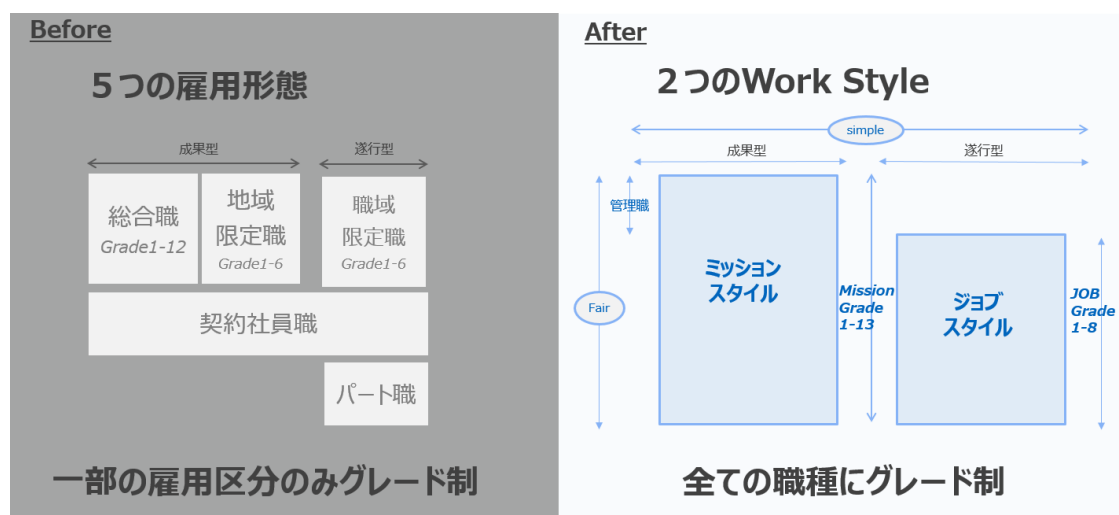 Before
５つの雇用形態
成果型
遂行型
総合職
Grade1-12
地域
限定職
Grade1-6
職域
限定職
Grade1-6
契約社員職
パート職
一部の雇用区分のみグレード制
After
２つのWork Style
simple
成果型
遂行型
管理職
Fair
ミッション
スタイル
Mission
Grade
1-13
ジョブ
スタイル
JOB
Grade
1-8
全ての職種にグレード制